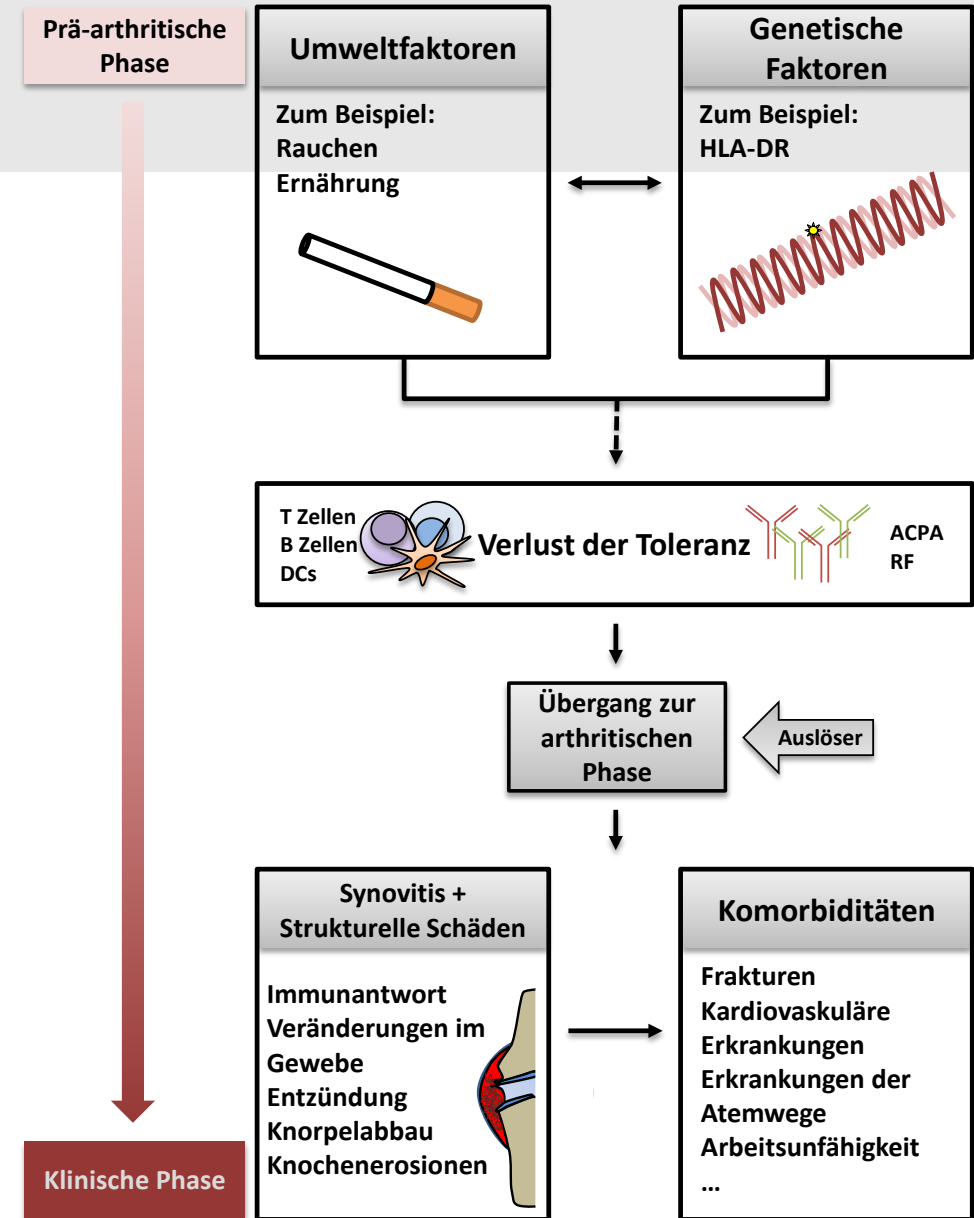 Prä-arthritische
Phase
Umweltfaktoren
Zum Beispiel:
Rauchen
Ernährung
Genetische
Faktoren
Zum Beispiel:
HLA-DR
T Zellen
B Zellen
DCs
Verlust der Toleranz
ACPA
RF
Übergang zur
arthritischen
Phase
Auslöser
Synovitis +
Strukturelle Schäden
Immunantwort
Veränderungen im
Gewebe
Entzündung
Knorpelabbau
Knochenerosionen
Komorbiditäten
Frakturen
Kardiovaskuläre
Erkrankungen
Erkrankungen der
Atemwege
Arbeitsunfähigkeit
...
Klinische Phase